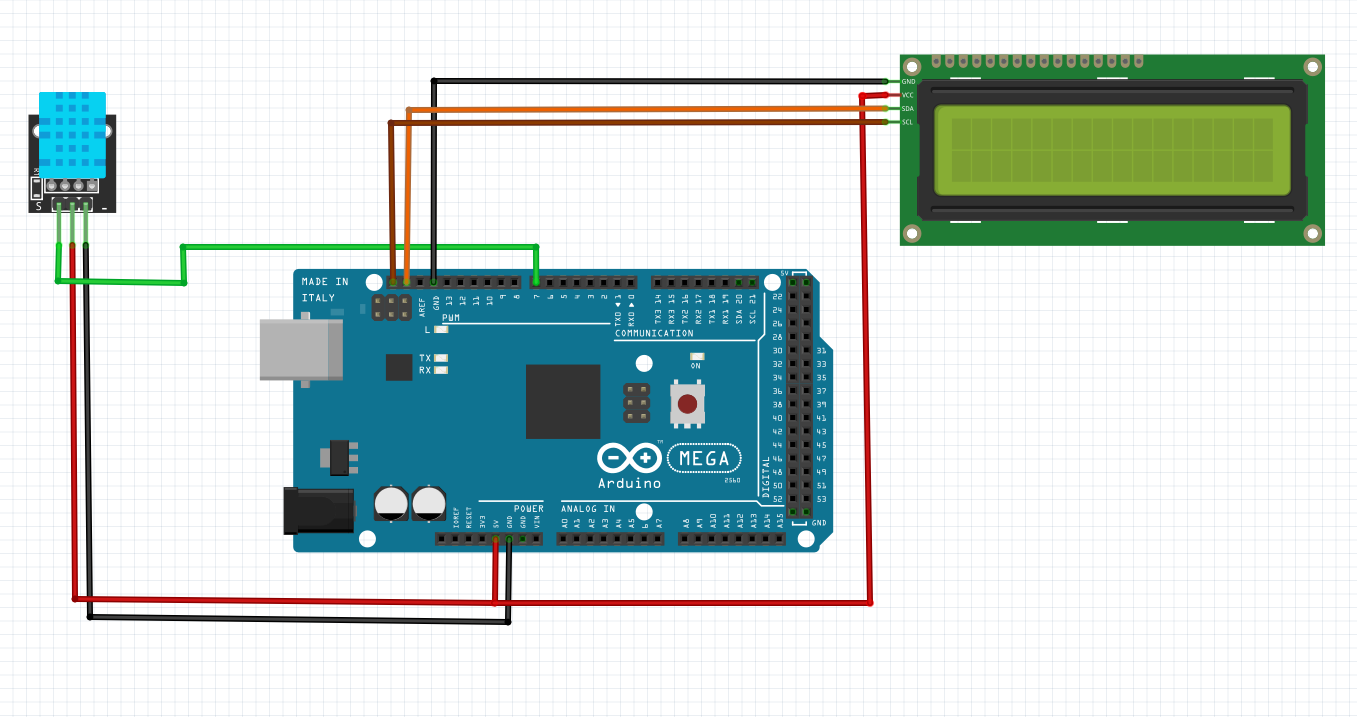 GND
VCC
SDA
SCL
S
-
MADE IN
ITALY
AREF
GND
13
12
11
10
9
8
7
6
5
4
3
2
TX0 ◄ 1
RX0 ► 0
TX3 14
RX3 15
TX2 16
RX2 17
TX1 18
RX1 19
SDA 20
SCL 21
PWM
COMMUNICATION
L
TX
RX
ON
5V
22
24
26
28
30 31
32 33
34 35
36 37
38 39
40 41
42 43
44 45
46 47
48 49
50 51
52 53
GND
DIGITAL
™
MEGA
2560
Arduino
POWER
ANALOG IN
IOREF
RESET
3V3
5V
GND
GND
VIN
A0
A1
A2
A3
A4
A5
6
A7
A8
A9
A10
A11
A12
A13
A14
A15